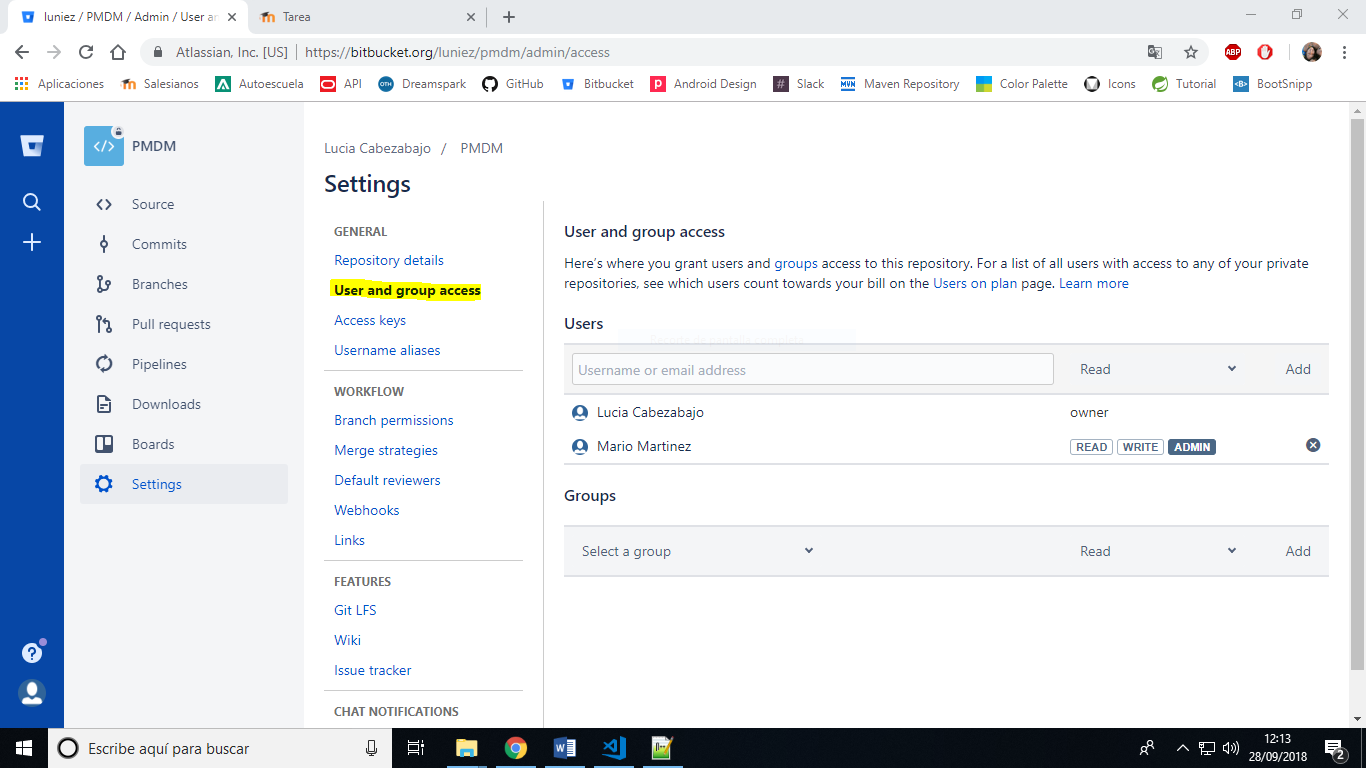 luniez / PMDM / Admin / User an
Tarea
Atlassian, Inc. [US] | https://bitbucket.org/luniez/pmdm/admin/access
ABP
Aplicaciones Salesianos Autoescuela API Dreamspark GitHub Bitbucket Android Design Slack Maven Repository Color Palette Icons Tutorial BootSnipp
PMDM
Source
Commits
Branches
Pull requests
Pipelines
Downloads
Boards
Settings
Lucia Cabezabajo / PMDM
Settings
GENERAL
Repository details
User and group access
Access keys
Username aliases
WORKFLOW
Branch permissions
Merge strategies
Default reviewers
Webhooks
Links
FEATURES
Git LFS
Wiki
Issue tracker
CHAT NOTIFICATIONS
User and group access
Here's where you grant users and groups access to this repository. For a list of all users with access to any of your private
repositories, see which users count towards your bill on the Users on plan page. Learn more
Users
Username or email address Read Add
Lucia Cabezabajo owner
Mario Martinez READ WRITE ADMIN
Groups
Select a group Read Add
Escribe aquí para buscar
12:13
28/09/2018
2